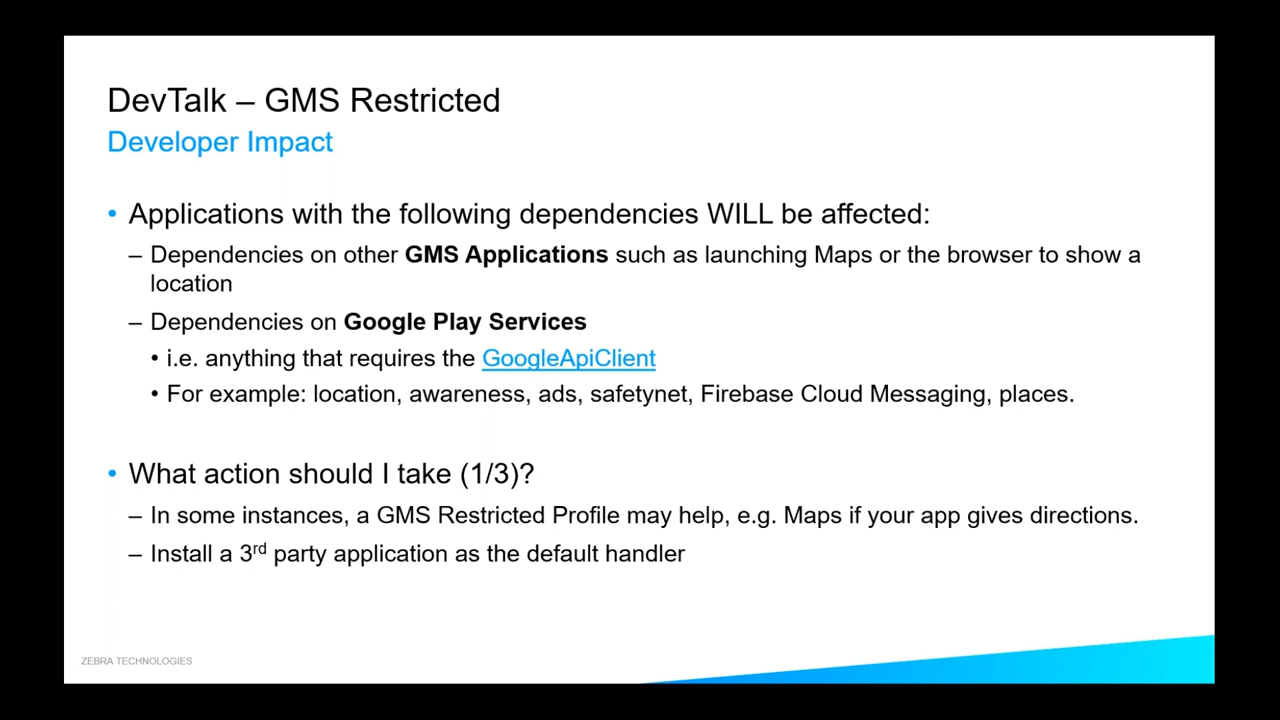 DevTalk – GMS Restricted
Developer Impact
• Applications with the following dependencies WILL be affected:
– Dependencies on other GMS Applications such as launching Maps or the browser to show a
location
– Dependencies on Google Play Services
• i.e. anything that requires the GoogleApiClient
• For example: location, awareness, ads, safetynet, Firebase Cloud Messaging, places.
• What action should I take (1/3)?
– In some instances, a GMS Restricted Profile may help, e.g. Maps if your app gives directions.
– Install a 3rd party application as the default handler
ZEBRA TECHNOLOGIES